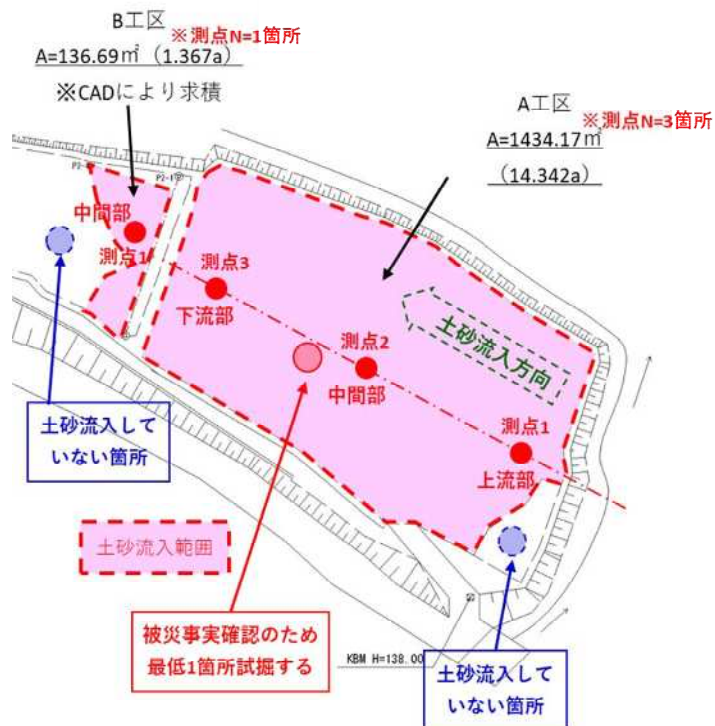 B工区
※測点N=1箇所
A=136.69㎡（1.367a）
※CADにより求積
A工区
※測点N=3箇所
A=1434.17㎡
(14.342a)
P2-1
中間部
測点1
測点3
下流部
測点2
中間部
土砂流入方向
測点1
上流部
土砂流入して
いない箇所
土砂流入範囲
被災事実確認のため
最低1箇所試掘する
KBM H=138.00
土砂流入して
いない箇所